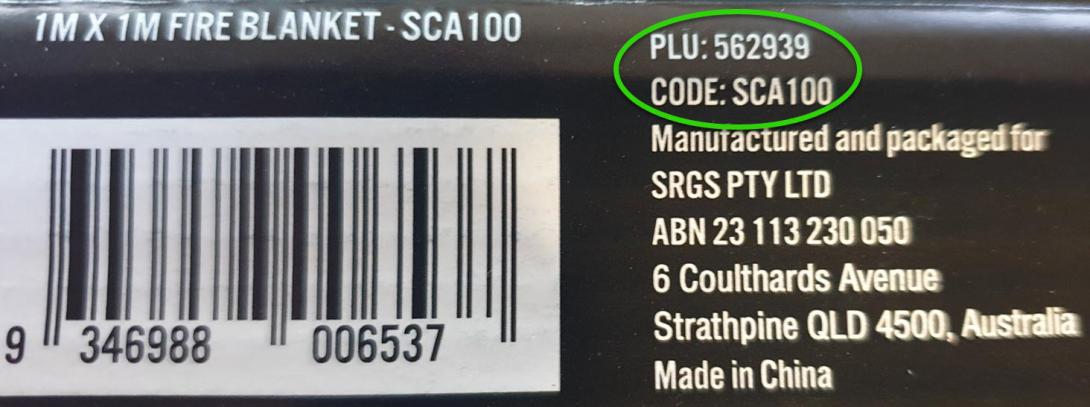 1M X 1M FIRE BLANKET - SCA100
PLU: 562939
CODE: SCA100
Manufactured and packaged for
SRGS PTY LTD
ABN 23 113 230 050
6 Coulthards Avenue
Strathpine QLD 4500, Australia
Made in China
9 346988 006537